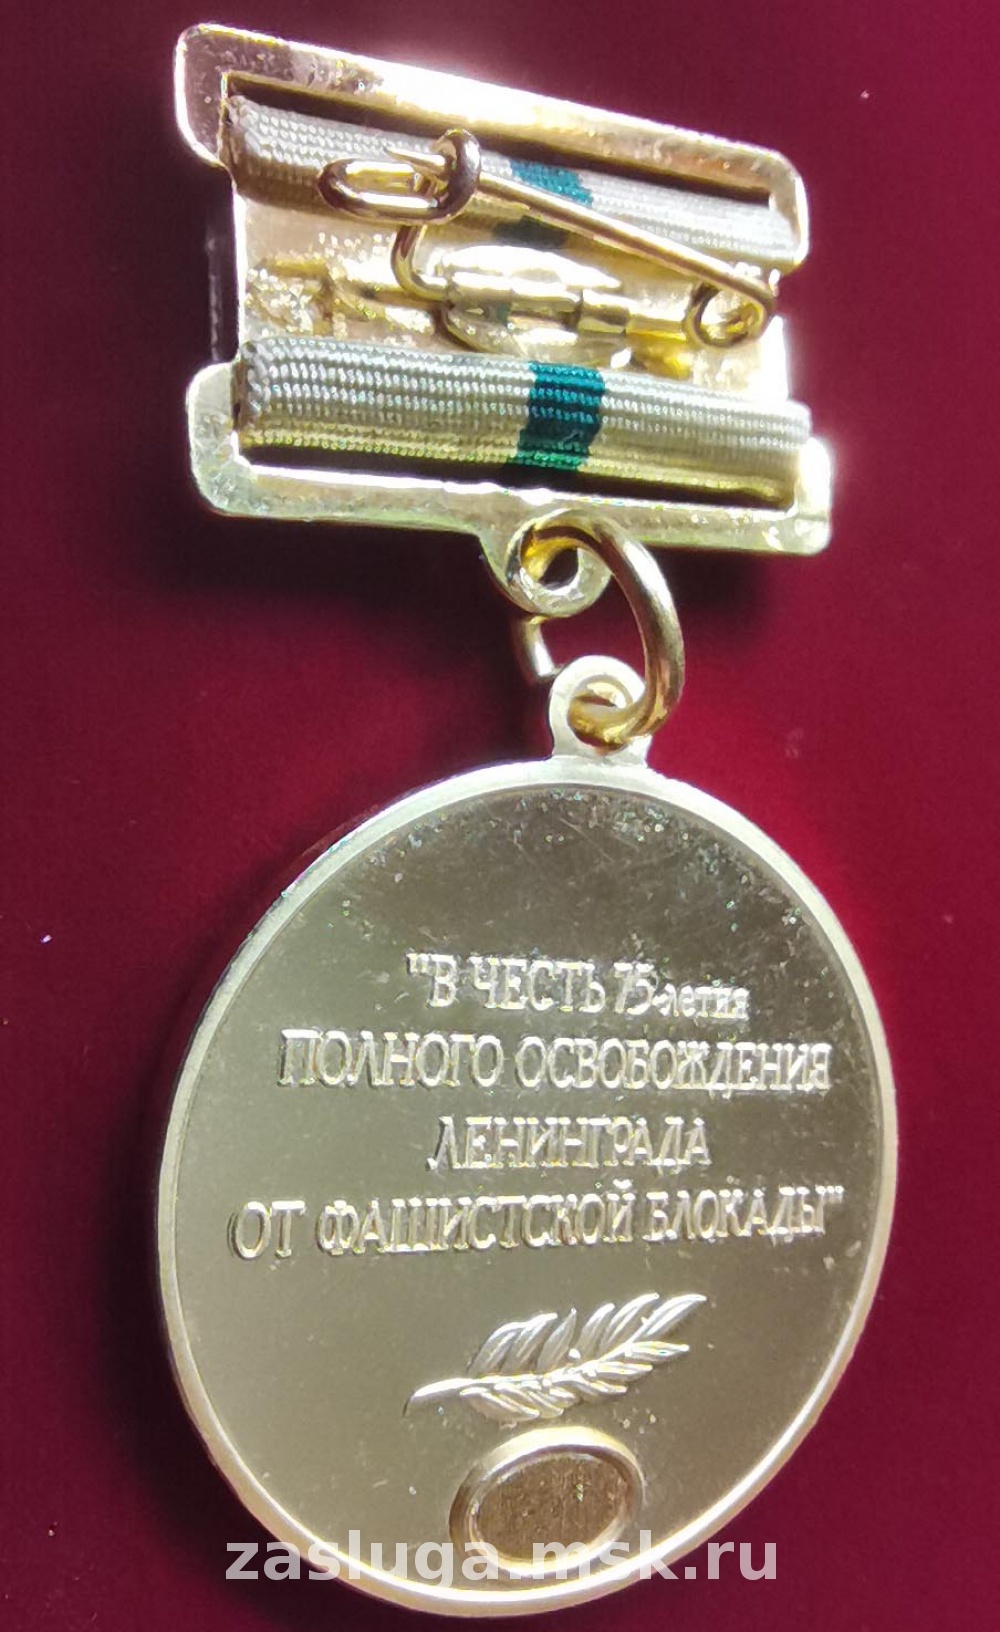 "В ЧЕСТЬ 75-летия
ПОЛНОГО ОСВОБОЖДЕНИЯ
ЛЕНИНГРАДА
ОТ ФАШИСТСКОЙ БЛОКАДЫ"
zasluga.msk.ru